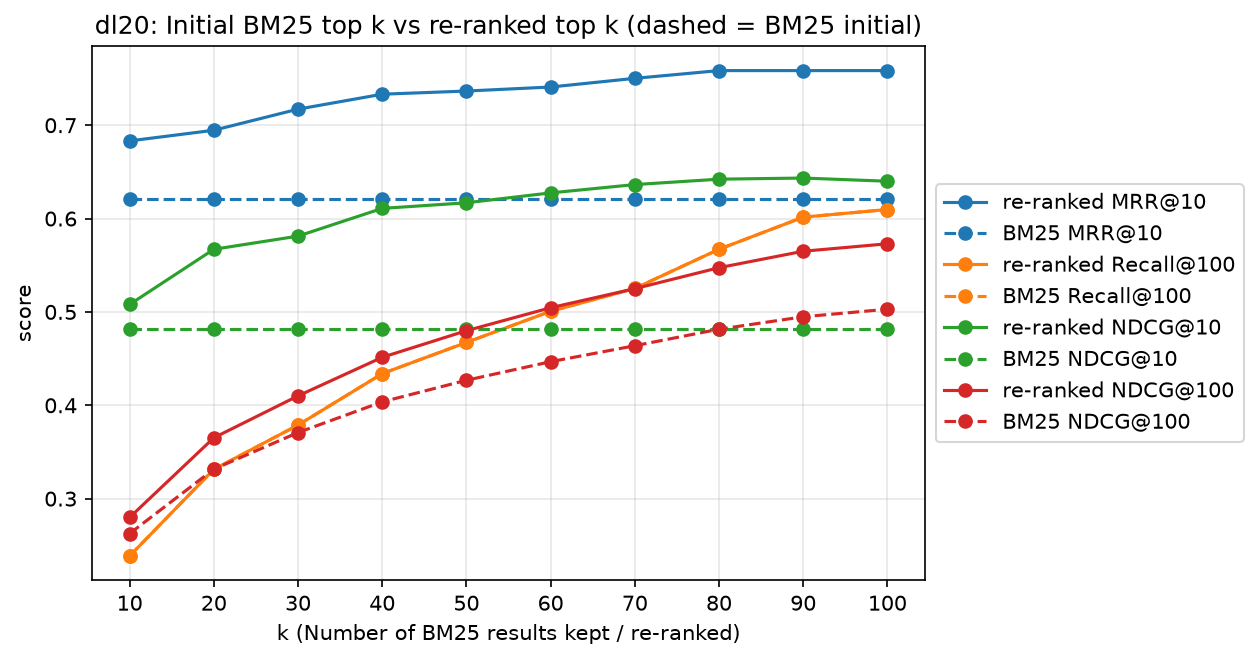 dl20: Initial BM25 top k vs re-ranked top k (dashed = BM25 initial)
score
0.7
0.6
0.5
0.4
0.3
10 20 30 40 50 60 70 80 90 100
k (Number of BM25 results kept / re-ranked)
re-ranked MRR@10
BM25 MRR@10
re-ranked Recall@100
BM25 Recall@100
re-ranked NDCG@10
BM25 NDCG@10
re-ranked NDCG@100
BM25 NDCG@100